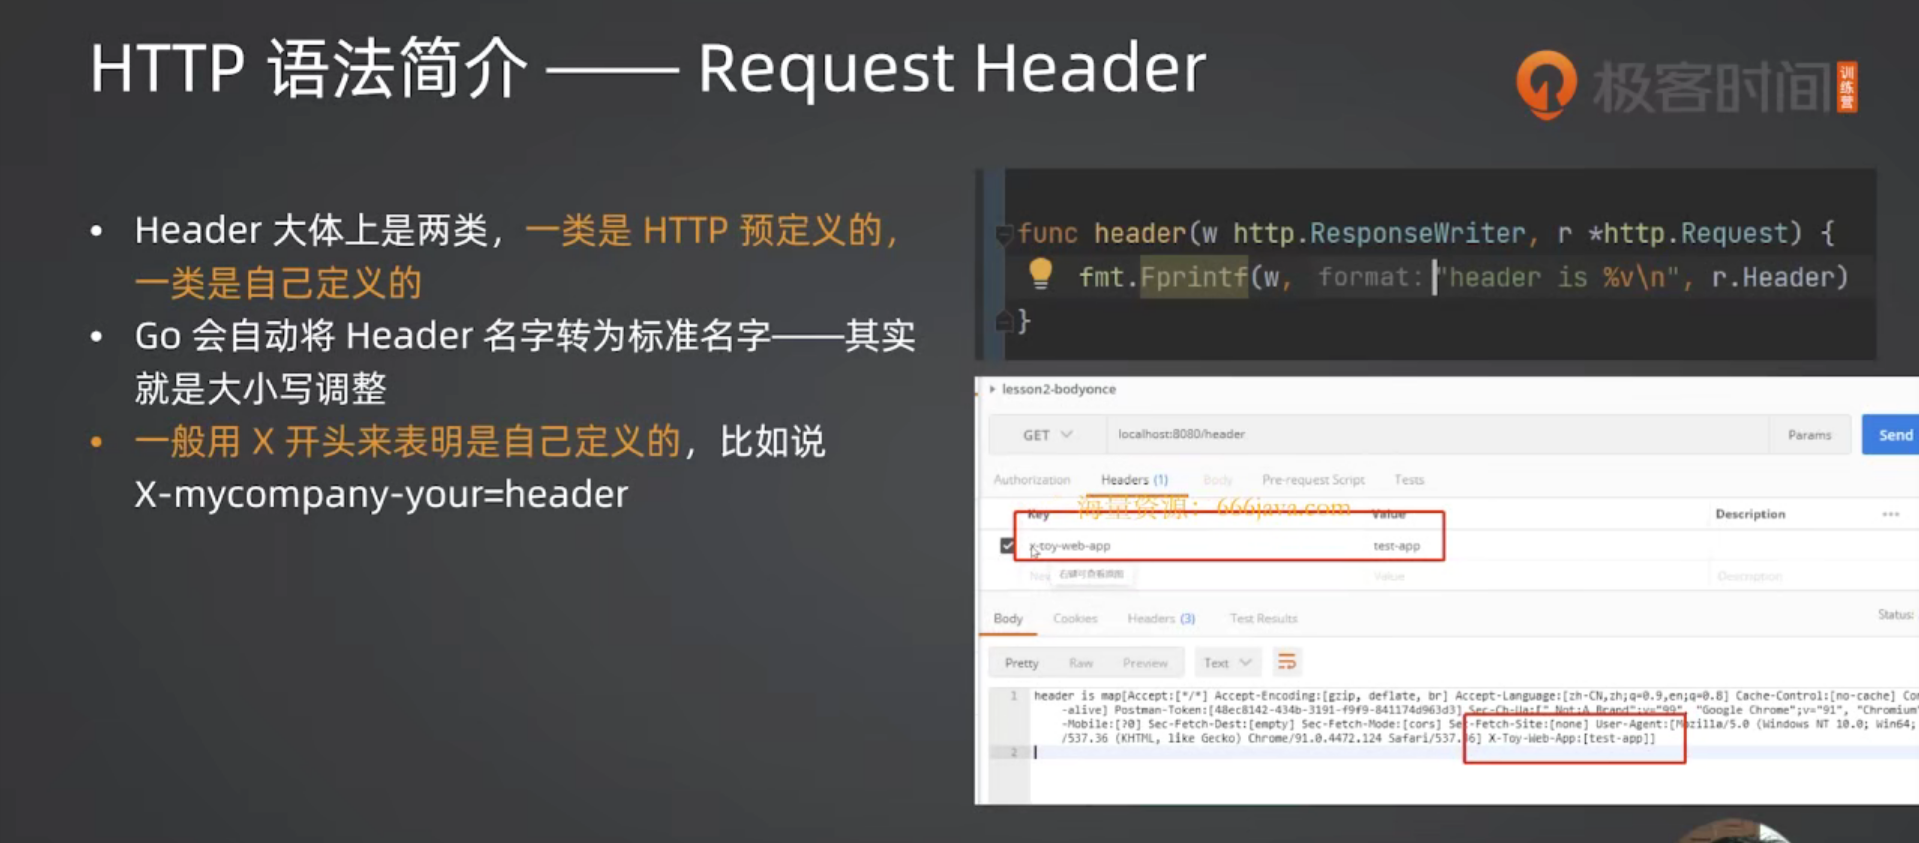 HTTP 语法简介 —— Request Header
极客时间
训练营
• Header 大体上是两类，一类是 HTTP 预定义的，
一类是自己定义的
• Go 会自动将 Header 名字转为标准名字——其实
就是大小写调整
• 一般用 X 开头来表明是自己定义的，比如说
X-mycompany-your=header
func header(w http.ResponseWriter, r *http.Request) {
fmt.Fprintf(w, format: "header is %v\n", r.Header)
}
lesson2-bodyonce
GET localhost:8080/header Params Send
Authorization Headers (1) Body Pre-request Script Tests
海量资源：666java.com
Key Value Description
x-toy-web-app test-app
New Value Description
右键可查看原图
Body Cookies Headers (3) Test Results Status:
Pretty Raw Preview Text
1 header is map[Accept:[*/*] Accept-Encoding:[gzip, deflate, br] Accept-Language:[zh-CN,zh;q=0.9,en;q=0.8] Cache-Control:[no-cache] Con
-alive] Postman-Token:[48ec8142-434b-3191-f9f9-841174d963d3] Sec-Ch-Ua:[" Not;A Brand";v="99", "Google Chrome";v="91", "Chromium"
-Mobile:[?0] Sec-Fetch-Dest:[empty] Sec-Fetch-Mode:[cors] Sec-Fetch-Site:[none] User-Agent:[Mozilla/5.0 (Windows NT 10.0; Win64;
/537.36 (KHTML, like Gecko) Chrome/91.0.4472.124 Safari/537.36] X-Toy-Web-App:[test-app]]
2